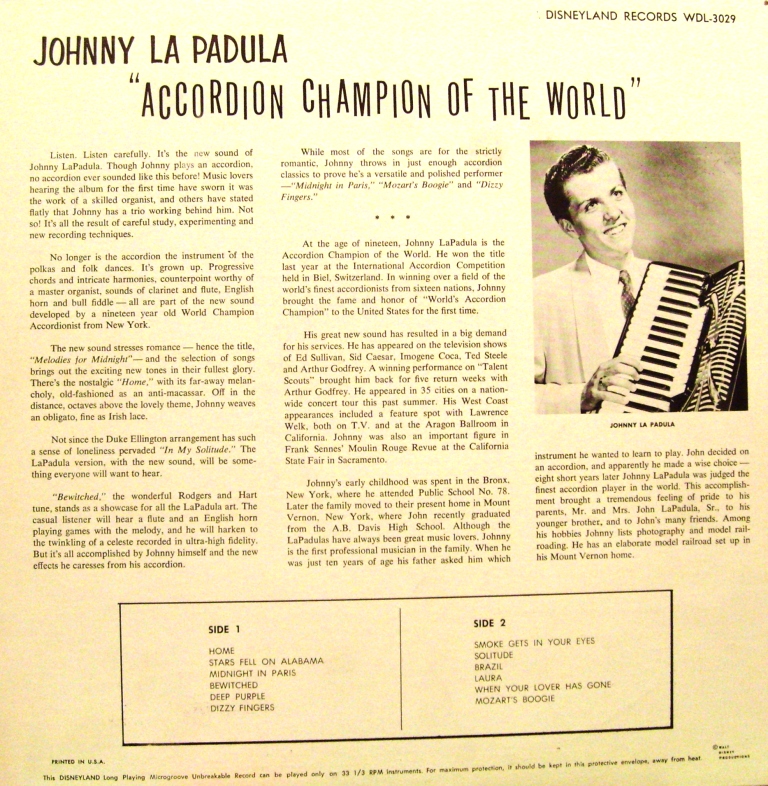 DISNEYLAND RECORDS WDL-3029
JOHNNY LA PADULA
"ACCORDION CHAMPION OF THE WORLD"
Listen. Listen carefully. It's the new sound of
Johnny LaPadula. Though Johnny plays an accordion,
no accordion ever sounded like this before! Music lovers
hearing the album for the first time have sworn it was
the work of a skilled organist, and others have stated
flatly that Johnny has a trio working behind him. Not
so! It's all the result of careful study, experimenting and
new recording techniques.
No longer is the accordion the instrument of the
polkas and folk dances. It's grown up. Progressive
chords and intricate harmonies, counterpoint worthy of
a master organist, sounds of clarinet and flute, English
horn and bull fiddle — all are part of the new sound
developed by a nineteen year old World Champion
Accordionist from New York.
The new sound stresses romance — hence the title,
"Melodies for Midnight" — and the selection of songs
brings out the exciting new tones in their fullest glory.
There's the nostalgic "Home," with its far-away melan-
choly, old-fashioned as an anti-macassar. Off in the
distance, octaves above the lovely theme, Johnny weaves
an obligato, fine as Irish lace.
Not since the Duke Ellington arrangement has such
a sense of loneliness pervaded "In My Solitude." The
LaPadula version, with the new sound, will be some-
thing everyone will want to hear.
"Bewitched," the wonderful Rodgers and Hart
tune, stands as a showcase for all the LaPadula art. The
casual listener will hear a flute and an English horn
playing games with the melody, and he will harken to
the twinkling of a celeste recorded in ultra-high fidelity.
But it's all accomplished by Johnny himself and the new
effects he caresses from his accordion.
While most of the songs are for the strictly
romantic, Johnny throws in just enough accordion
classics to prove he's a versatile and polished performer
—"Midnight in Paris," "Mozart's Boogie" and "Dizzy
Fingers."
• • •
At the age of nineteen, Johnny LaPadula is the
Accordion Champion of the World. He won the title
last year at the International Accordion Competition
held in Biel, Switzerland. In winning over a field of the
world's finest accordionists from sixteen nations, Johnny
brought the fame and honor of "World's Accordion
Champion" to the United States for the first time.
His great new sound has resulted in a big demand
for his services. He has appeared on the television shows
of Ed Sullivan, Sid Caesar, Imogene Coca, Ted Steele
and Arthur Godfrey. A winning performance on "Talent
Scouts" brought him back for five return weeks with
Arthur Godfrey. He appeared in 35 cities on a nation-
wide concert tour this past summer. His West Coast
appearances included a feature spot with Lawrence
Welk, both on T.V. and at the Aragon Ballroom in
California. Johnny was also an important figure in
Frank Sennes' Moulin Rouge Revue at the California
State Fair in Sacramento.
Johnny's early childhood was spent in the Bronx,
New York, where he attended Public School No. 78.
Later the family moved to their present home in Mount
Vernon, New York, where John recently graduated
from the A.B. Davis High School. Although the
LaPadulas have always been great music lovers. Johnny
is the first professional musician in the family. When he
was just ten years of age his father asked him which
JOHNNY LA PADULA
instrument he wanted to learn to play. John decided on
an accordion, and apparently he made a wise choice —
eight short years later Johnny LaPadula was judged the
finest accordion player in the world. This accomplish-
ment brought a tremendous feeling of pride to his
parents, Mr. and Mrs. John LaPadula, Sr., to his
younger brother, and to John's many friends. Among
his hobbies Johnny lists photography and model rail-
roading. He has an elaborate model railroad set up in
his Mount Vernon home.
SIDE 1
HOME
STARS FELL ON ALABAMA
MIDNIGHT IN PARIS
BEWITCHED
DEEP PURPLE
DIZZY FINGERS
SIDE 2
SMOKE GETS IN YOUR EYES
SOLITUDE
BRAZIL
LAURA
WHEN YOUR LOVER HAS GONE
MOZART'S BOOGIE
PRINTED IN U.S.A.
© WALT
DISNEY
PRODUCTIONS
This DISNEYLAND Long Playing Microgroove Unbreakable Record can be played only on 33 1/3 RPM Instruments. For maximum protection, it should be kept in this protective envelope, away from heat.